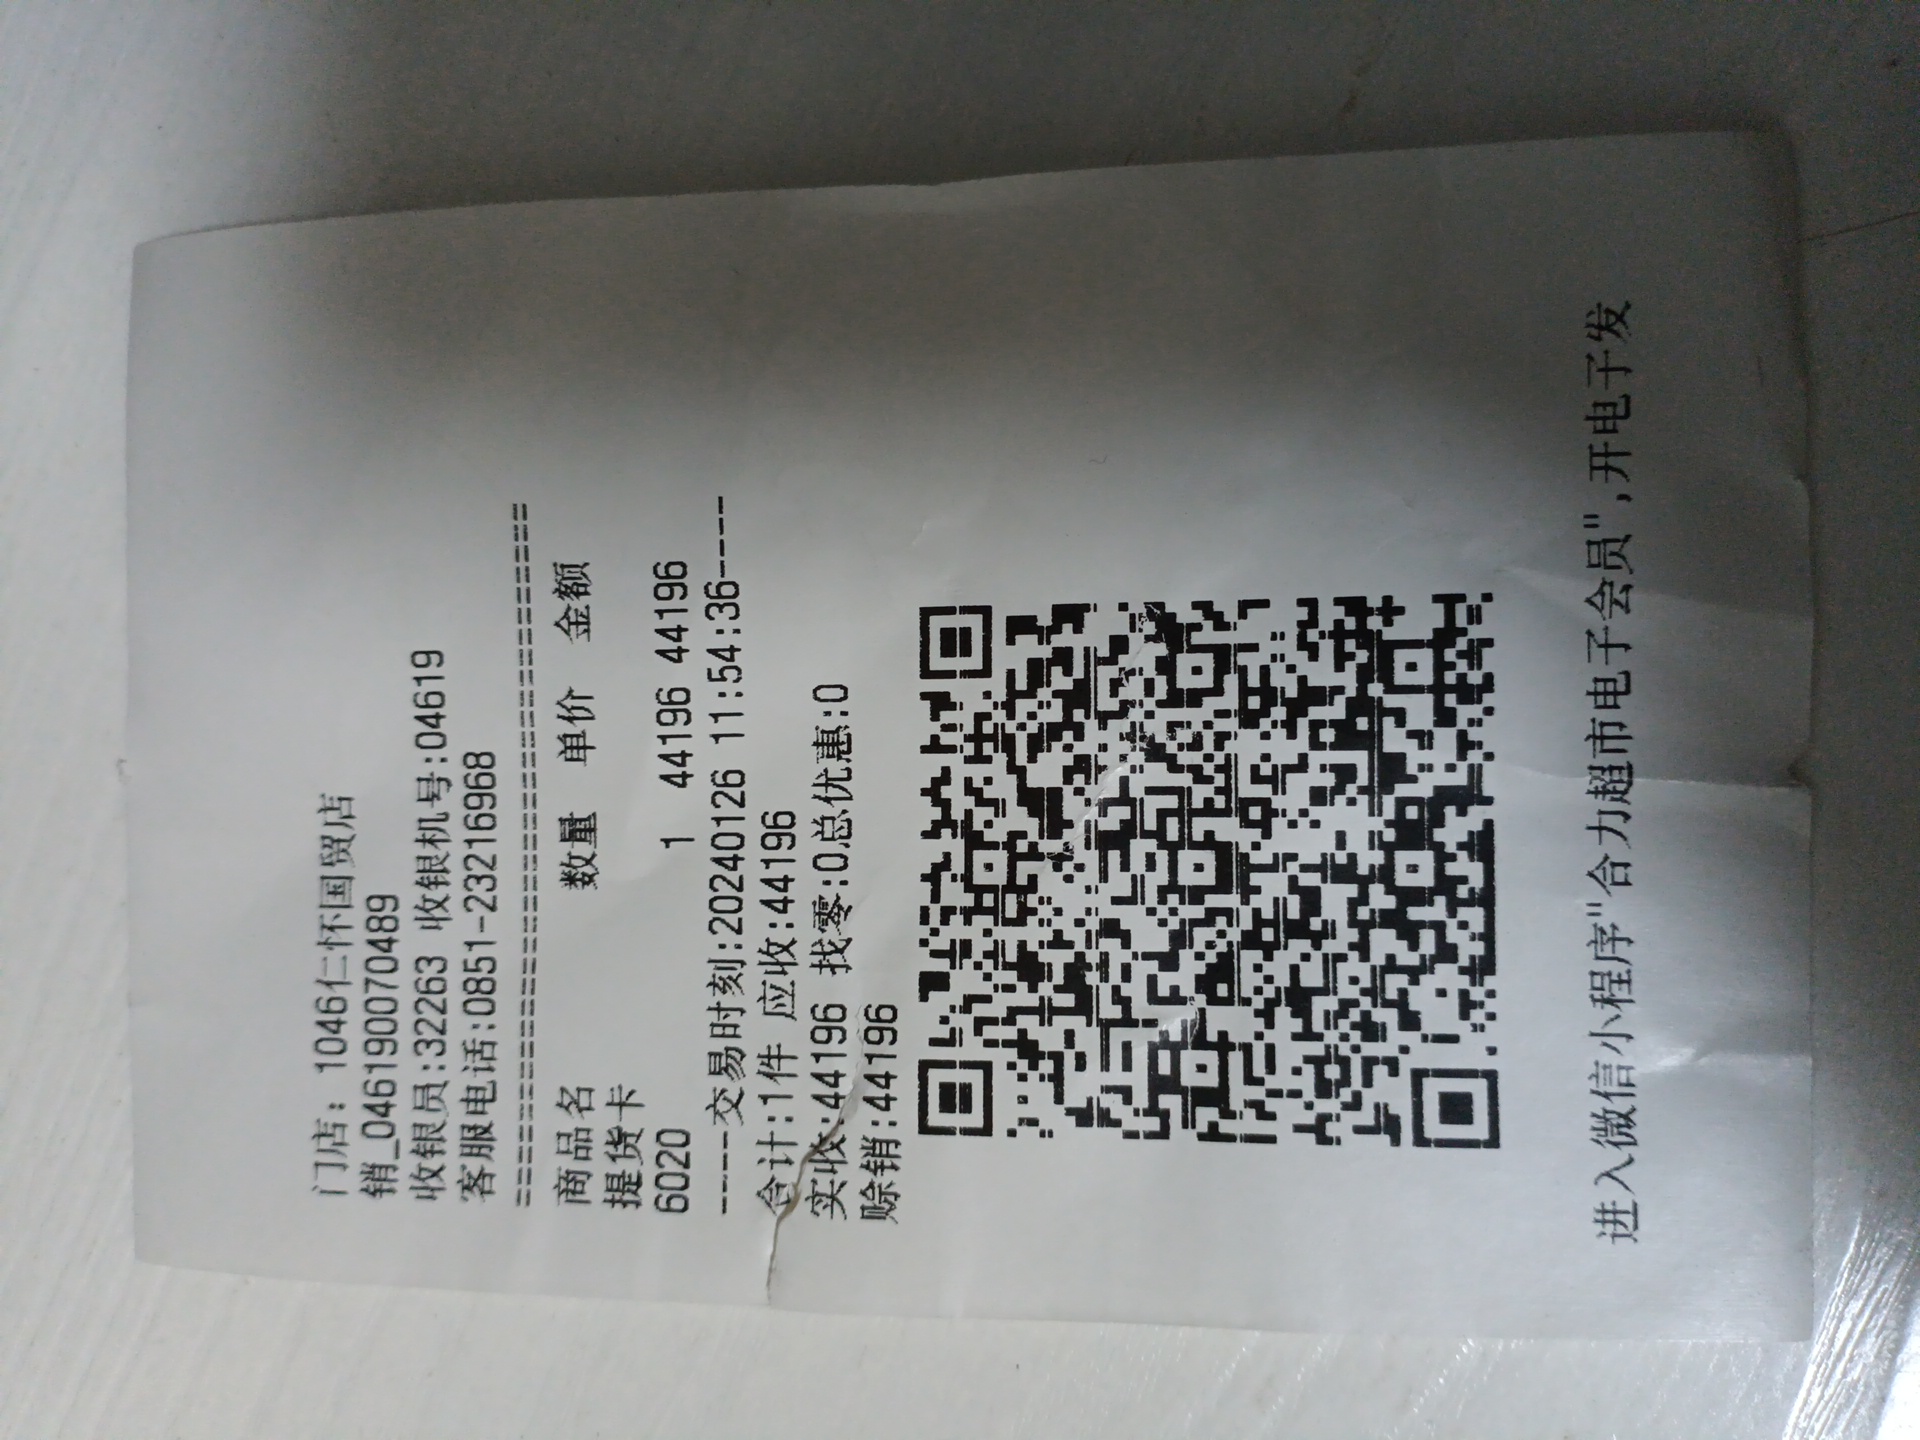 门店: 1046仁怀国贸店
销_046190070489
收银员:32263 收银机号:04619
客服电话:0851-23216968
==========================================
商品名 数量 单价 金额
提货卡
6020 1 44196 44196
----交易时刻:20240126 11:54:36----
合计:1件 应收:44196
实收:44196 找零:0总优惠:0
赊销:44196
进入微信小程序"合力超市电子会员",开电子发